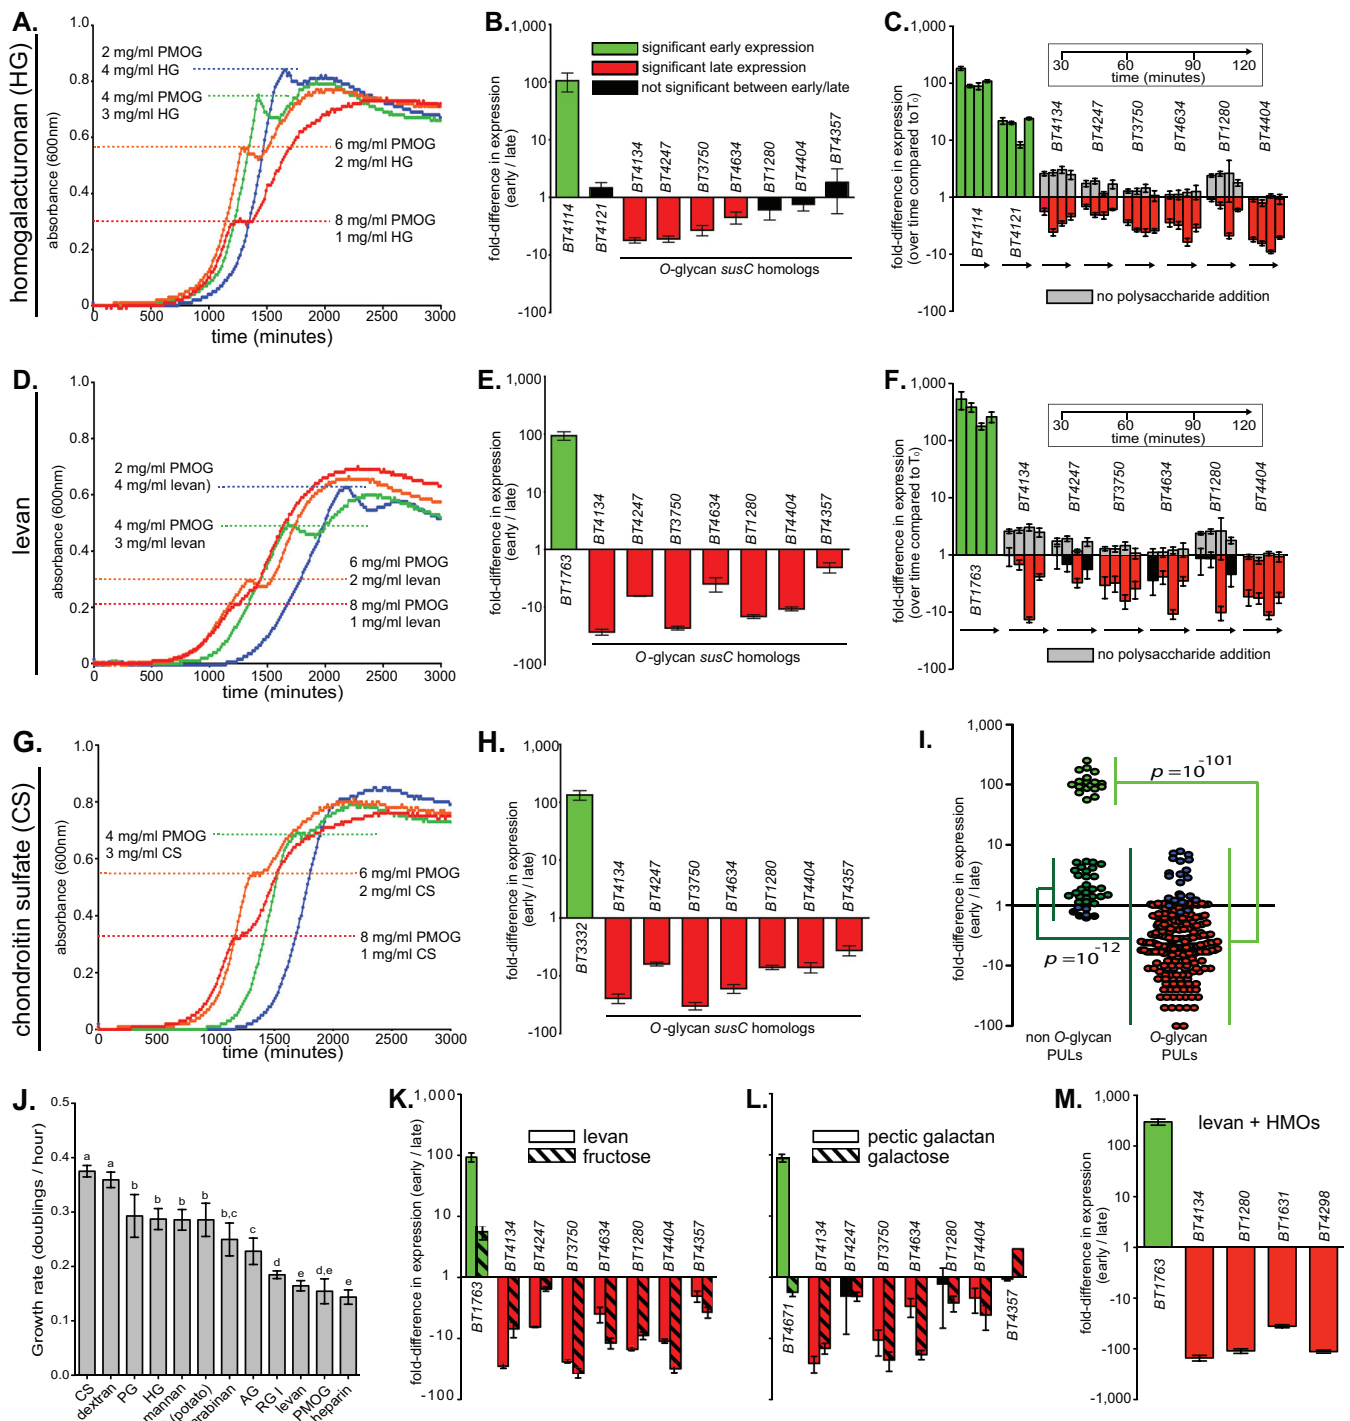 A.
homogalacturonan (HG)
absorbance (600nm)
1.0
0.8
0.6
0.4
0.2
0
2 mg/ml PMOG
4 mg/ml HG
4 mg/ml PMOG
3 mg/ml HG
6 mg/ml PMOG
2 mg/ml HG
8 mg/ml PMOG
1 mg/ml HG
0 500 1000 1500 2000 2500 3000
time (minutes)
B.
fold-difference in expression
(early / late)
1,000
100
10
1
-10
-100
significant early expression
significant late expression
not significant between early/late
BT4114
BT4121
BT4134
BT4247
BT3750
BT4634
BT1280
BT4404
BT4357
O-glycan susC homologs
C.
fold-difference in expression
(over time compared to T0)
1,000
100
10
1
-10
-100
30 60 90 120
time (minutes)
BT4114
BT4121
BT4134
BT4247
BT3750
BT4634
BT1280
BT4404
no polysaccharide addition
D.
levan
absorbance (600nm)
1.0
0.8
0.6
0.4
0.2
0
2 mg/ml PMOG
4 mg/ml levan)
4 mg/ml PMOG
3 mg/ml levan
6 mg/ml PMOG
2 mg/ml levan
8 mg/ml PMOG
1 mg/ml levan
0 500 1000 1500 2000 2500 3000
time (minutes)
E.
fold-difference in expression
(early / late)
1,000
100
10
1
-10
-100
BT1763
BT4134
BT4247
BT3750
BT4634
BT1280
BT4404
BT4357
O-glycan susC homologs
F.
fold-difference in expression
(over time compared to T0)
1,000
100
10
1
-10
-100
30 60 90 120
time (minutes)
BT1763
BT4134
BT4247
BT3750
BT4634
BT1280
BT4404
no polysaccharide addition
G.
chondroitin sulfate (CS)
absorbance (600nm)
1.0
0.8
0.6
0.4
0.2
0
4 mg/ml PMOG
3 mg/ml CS
6 mg/ml PMOG
2 mg/ml CS
8 mg/ml PMOG
1 mg/ml CS
0 500 1000 1500 2000 2500 3000
time (minutes)
H.
fold-difference in expression
(early / late)
1,000
100
10
1
-10
-100
BT3332
BT4134
BT4247
BT3750
BT4634
BT1280
BT4404
BT4357
O-glycan susC homologs
I.
fold-difference in expression
(early / late)
1,000
100
10
1
-10
-100
p=10-101
p=10-12
non O-glycan
PULs
O-glycan
PULs
J.
Growth rate (doublings / hour)
0.5
0.4
0.3
0.2
0.1
0.0
a a b b b b b,c c d e d,e e
CS
dextran
PG
HG
mannan
(potato)
arabinan
AG
RG I
levan
PMOG
heparin
K.
fold-difference in expression (early / late)
1,000
100
10
1
-10
-100
levan
fructose
BT1763
BT4134
BT4247
BT3750
BT4634
BT1280
BT4404
BT4357
L.
pectic galactan
galactose
BT4671
BT4134
BT4247
BT3750
BT4634
BT1280
BT4404
BT4357
M.
fold-difference in expression
(early / late)
1,000
100
10
1
-10
-100
-1,000
levan + HMOs
BT1763
BT4134
BT1280
BT1631
BT4298